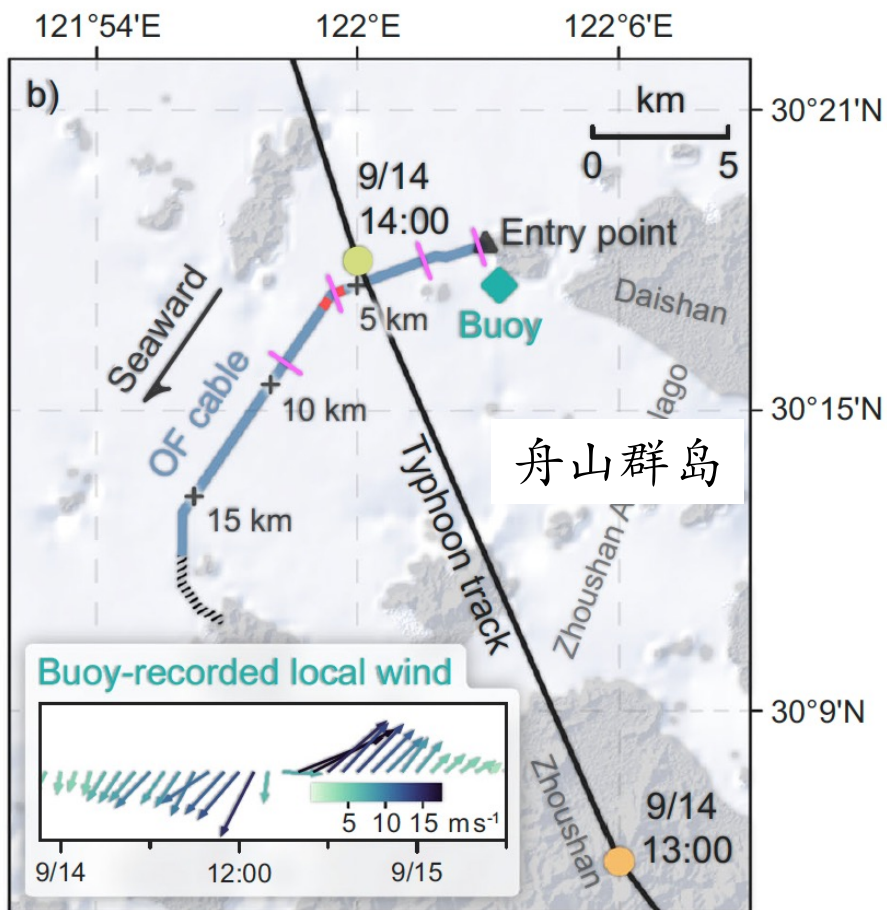 121°54'E
122°E
122°6'E
b)
30°21'N
km
0
5
9/14
14:00
Entry point
Daishan
5 km
Buoy
Seaward
OF cable
10 km
30°15'N
lago
舟山群岛
Typhoon track
15 km
Zhoushan A
Buoy-recorded local wind
30°9'N
5
10
15
m s-1
Zhoushan
9/14
13:00
9/14
12:00
9/15